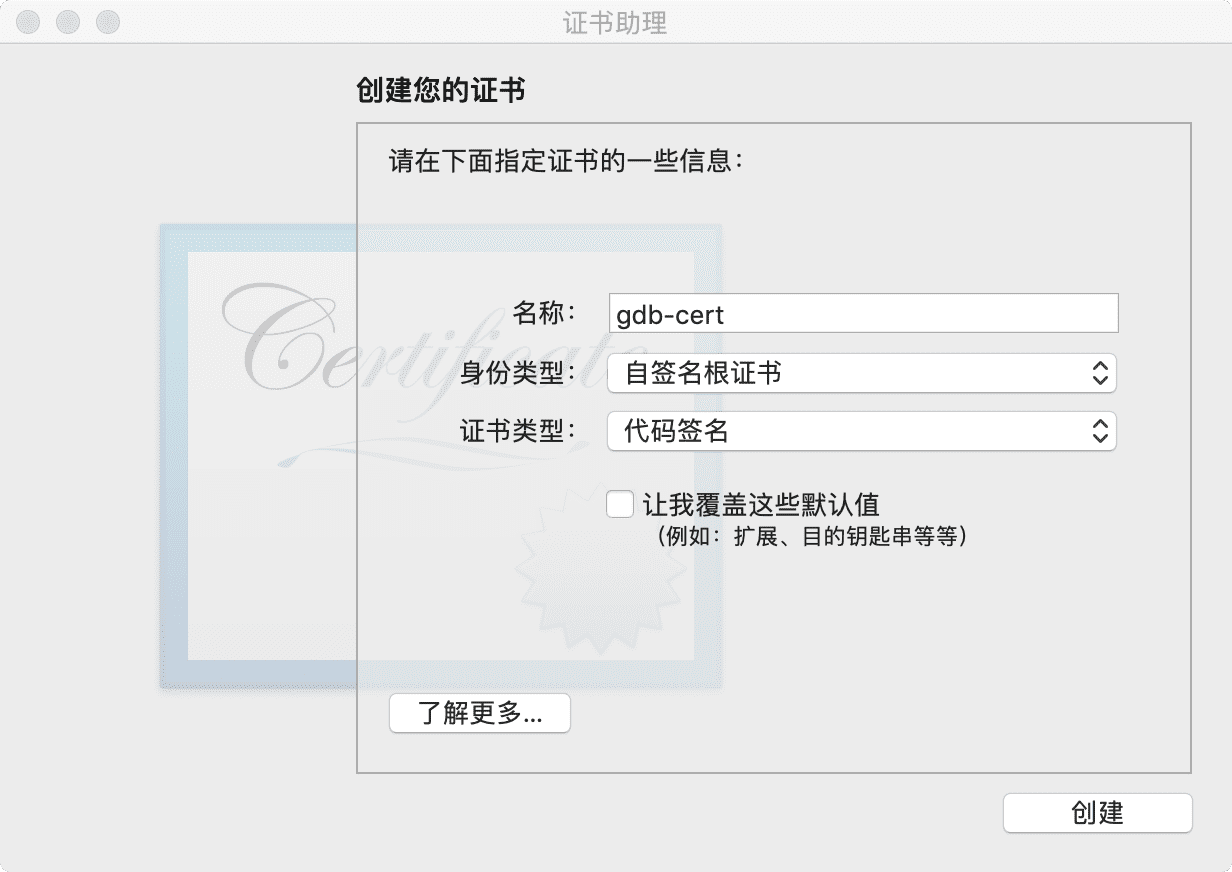 证书助理
创建您的证书
请在下面指定证书的一些信息：
Certificate
名称： gdb-cert
身份类型： 自签名根证书
证书类型： 代码签名
让我覆盖这些默认值
（例如：扩展、目的钥匙串等等）
了解更多...
创建